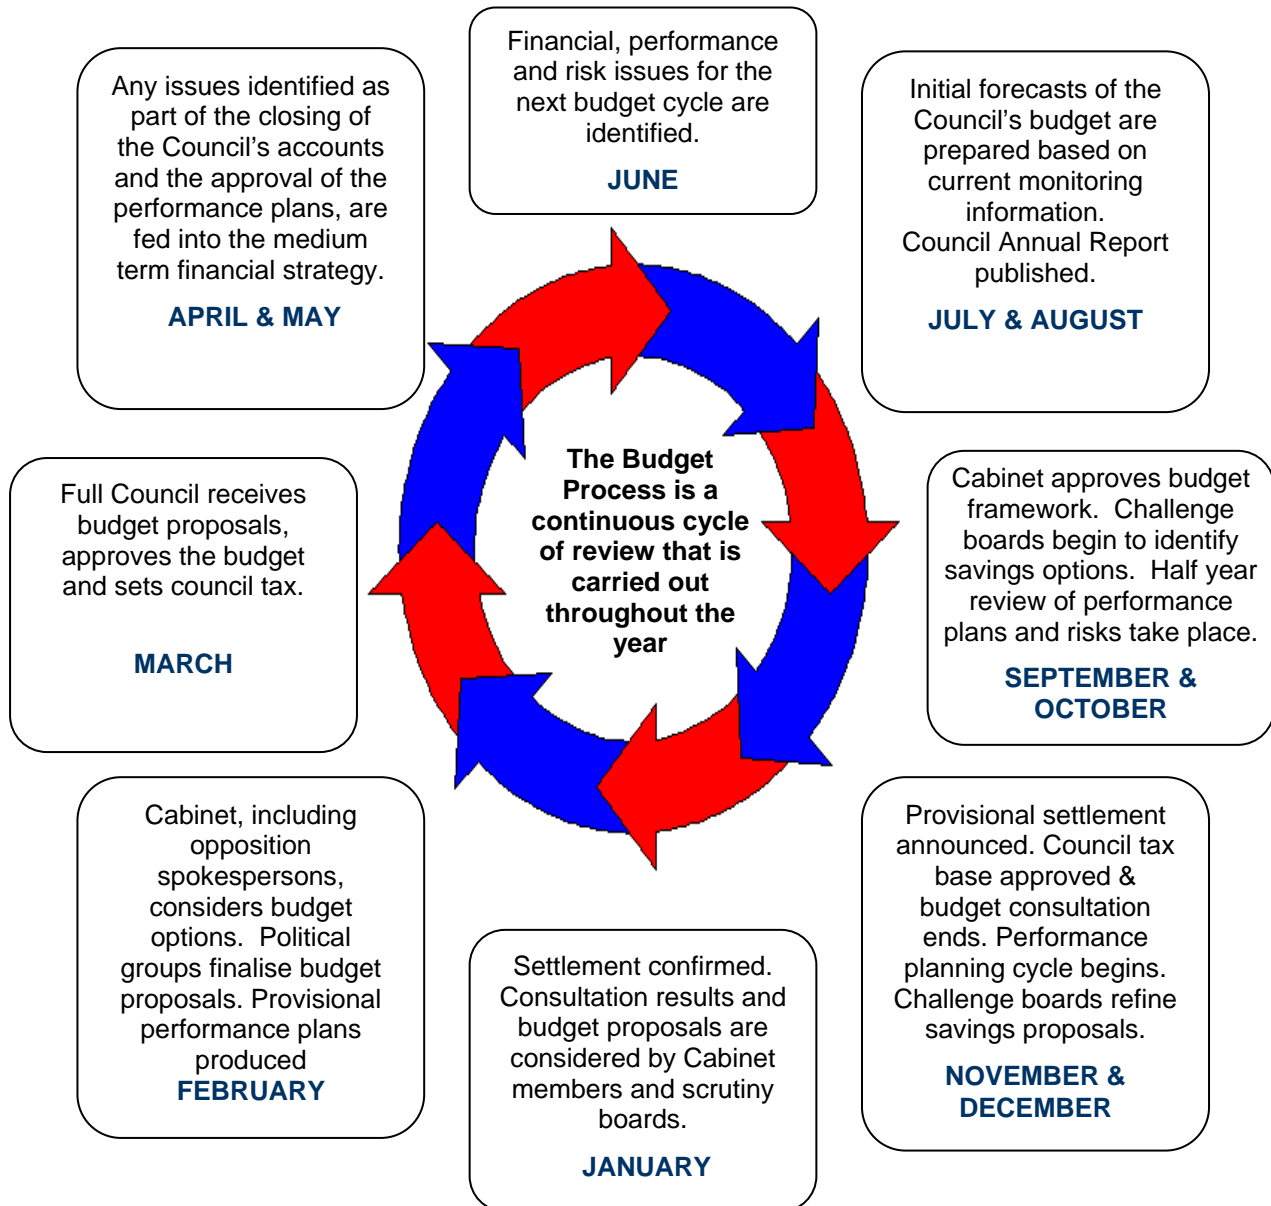 Financial, performance
and risk issues for the
next budget cycle are
identified.
JUNE
Initial forecasts of the
Council’s budget are
prepared based on
current monitoring
information.
Council Annual Report
published.
JULY & AUGUST
Cabinet approves budget
framework.  Challenge
boards begin to identify
savings options.  Half year
review of performance
plans and risks take place.
SEPTEMBER &
OCTOBER
Provisional settlement
announced. Council tax
base approved &
budget consultation
ends. Performance
planning cycle begins.
Challenge boards refine
savings proposals.
NOVEMBER &
DECEMBER
Settlement confirmed.
Consultation results and
budget proposals are
considered by Cabinet
members and scrutiny
boards.
JANUARY
Cabinet, including
opposition
spokespersons,
considers budget
options.  Political
groups finalise budget
proposals. Provisional
performance plans
produced
FEBRUARY
Full Council receives
budget proposals,
approves the budget
and sets council tax.
MARCH
Any issues identified as
part of the closing of
the Council’s accounts
and the approval of the
performance plans, are
fed into the medium
term financial strategy.
APRIL & MAY
The Budget
Process is a
continuous cycle
of review that is
carried out
throughout the
year